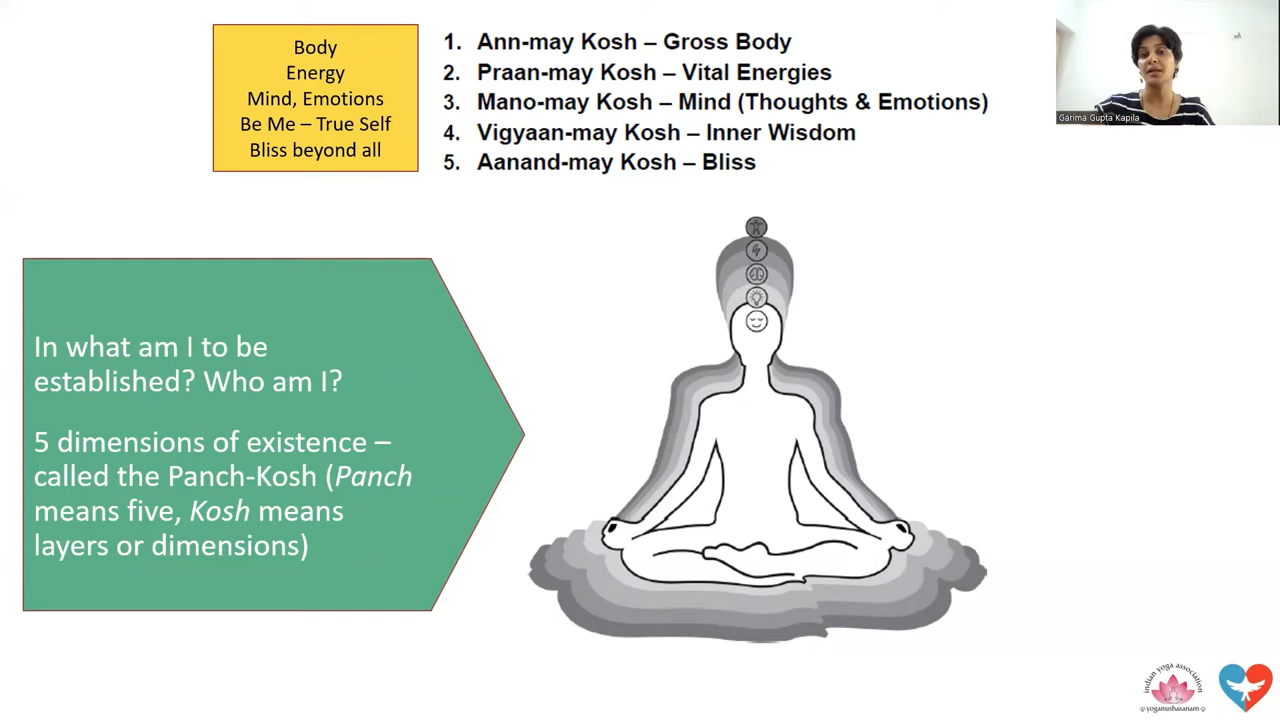 Body
Energy
Mind, Emotions
Be Me – True Self
Bliss beyond all
1. Ann-may Kosh – Gross Body
2. Praan-may Kosh – Vital Energies
3. Mano-may Kosh – Mind (Thoughts & Emotions)
4. Vigyaan-may Kosh – Inner Wisdom
5. Aanand-may Kosh – Bliss
Garima Gupta Kapila
In what am I to be
established? Who am I?
5 dimensions of existence –
called the Panch-Kosh (Panch
means five, Kosh means
layers or dimensions)
indian yoga association
yoganushasanam